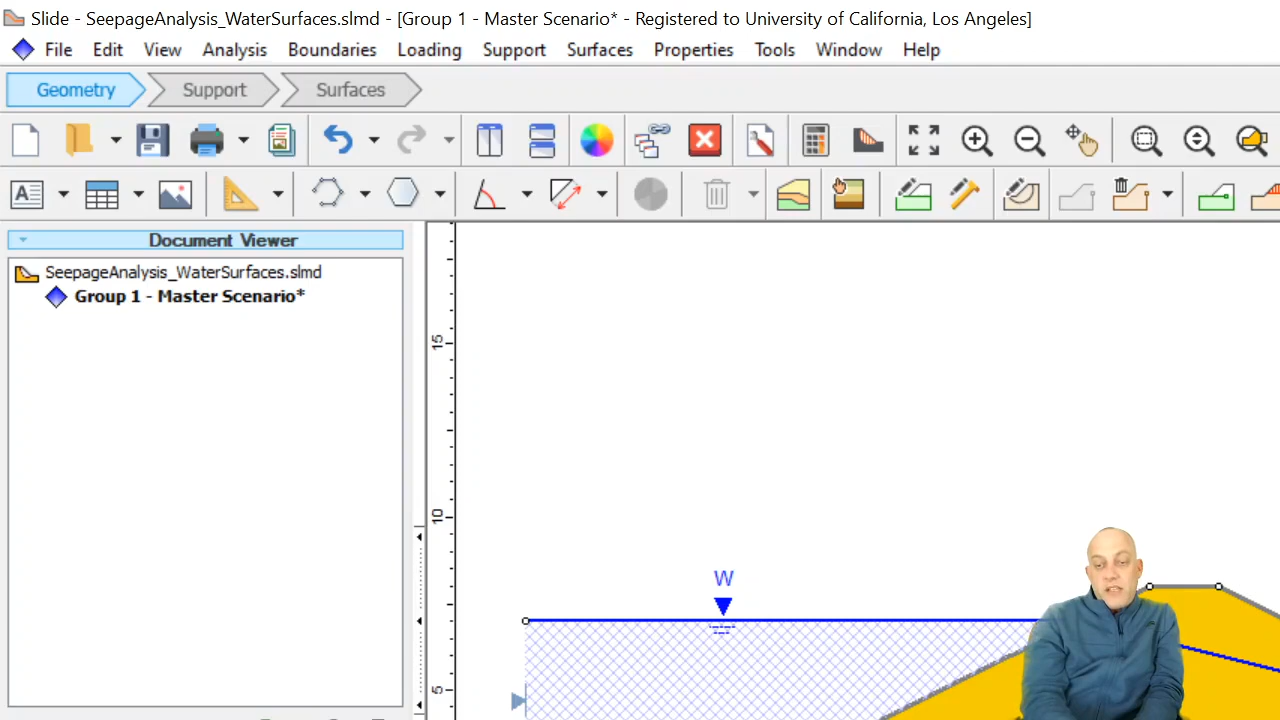 Slide - SeepageAnalysis_WaterSurfaces.slmd - [Group 1 - Master Scenario* - Registered to University of California, Los Angeles]
File Edit View Analysis Boundaries Loading Support Surfaces Properties Tools Window Help
Geometry Support Surfaces
A
Document Viewer
SeepageAnalysis_WaterSurfaces.slmd
Group 1 - Master Scenario*
15
10
W
5